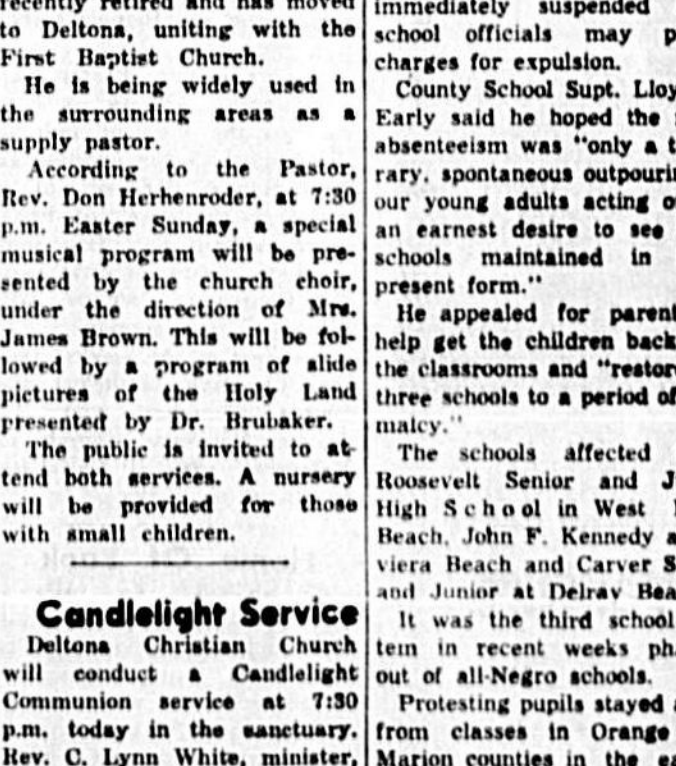 recently retired and has moved
to Deltona, uniting with the
First Baptist Church.
He is being widely used in
the surrounding areas as a
supply pastor.
According to the Pastor,
Rev. Don Herhenroder, at 7:30
p.m. Easter Sunday, a special
musical program will be pre-
sented by the church choir,
under the direction of Mrs.
James Brown. This will be fol-
lowed by a program of slide
pictures of the Holy Land
presented by Dr. Brubaker.
The public is invited to at-
tend both services. A nursery
will be provided for those
with small children.
Candlelight Service
Deltona Christian Church
will conduct a Candlelight
Communion service at 7:30
p.m. today in the sanctuary.
Rev. C. Lynn White, minister,
immediately suspended
school officials may p
charges for expulsion.
County School Supt. Lloy
Early said he hoped the
absenteeism was "only a t
rary, spontaneous outpouri
our young adults acting o
an earnest desire to see
schools maintained in
present form."
He appealed for parent
help get the children back
the classrooms and "restor
three schools to a period of
malcy."
The schools affected
Roosevelt Senior and J
High School in West
Beach, John F. Kennedy a
viera Beach and Carver S
and Junior at Delray Bea
It was the third school
tem in recent weeks ph
out of all-Negro schools.
Protesting pupils stayed
from classes in Orange
Marion counties in the ea